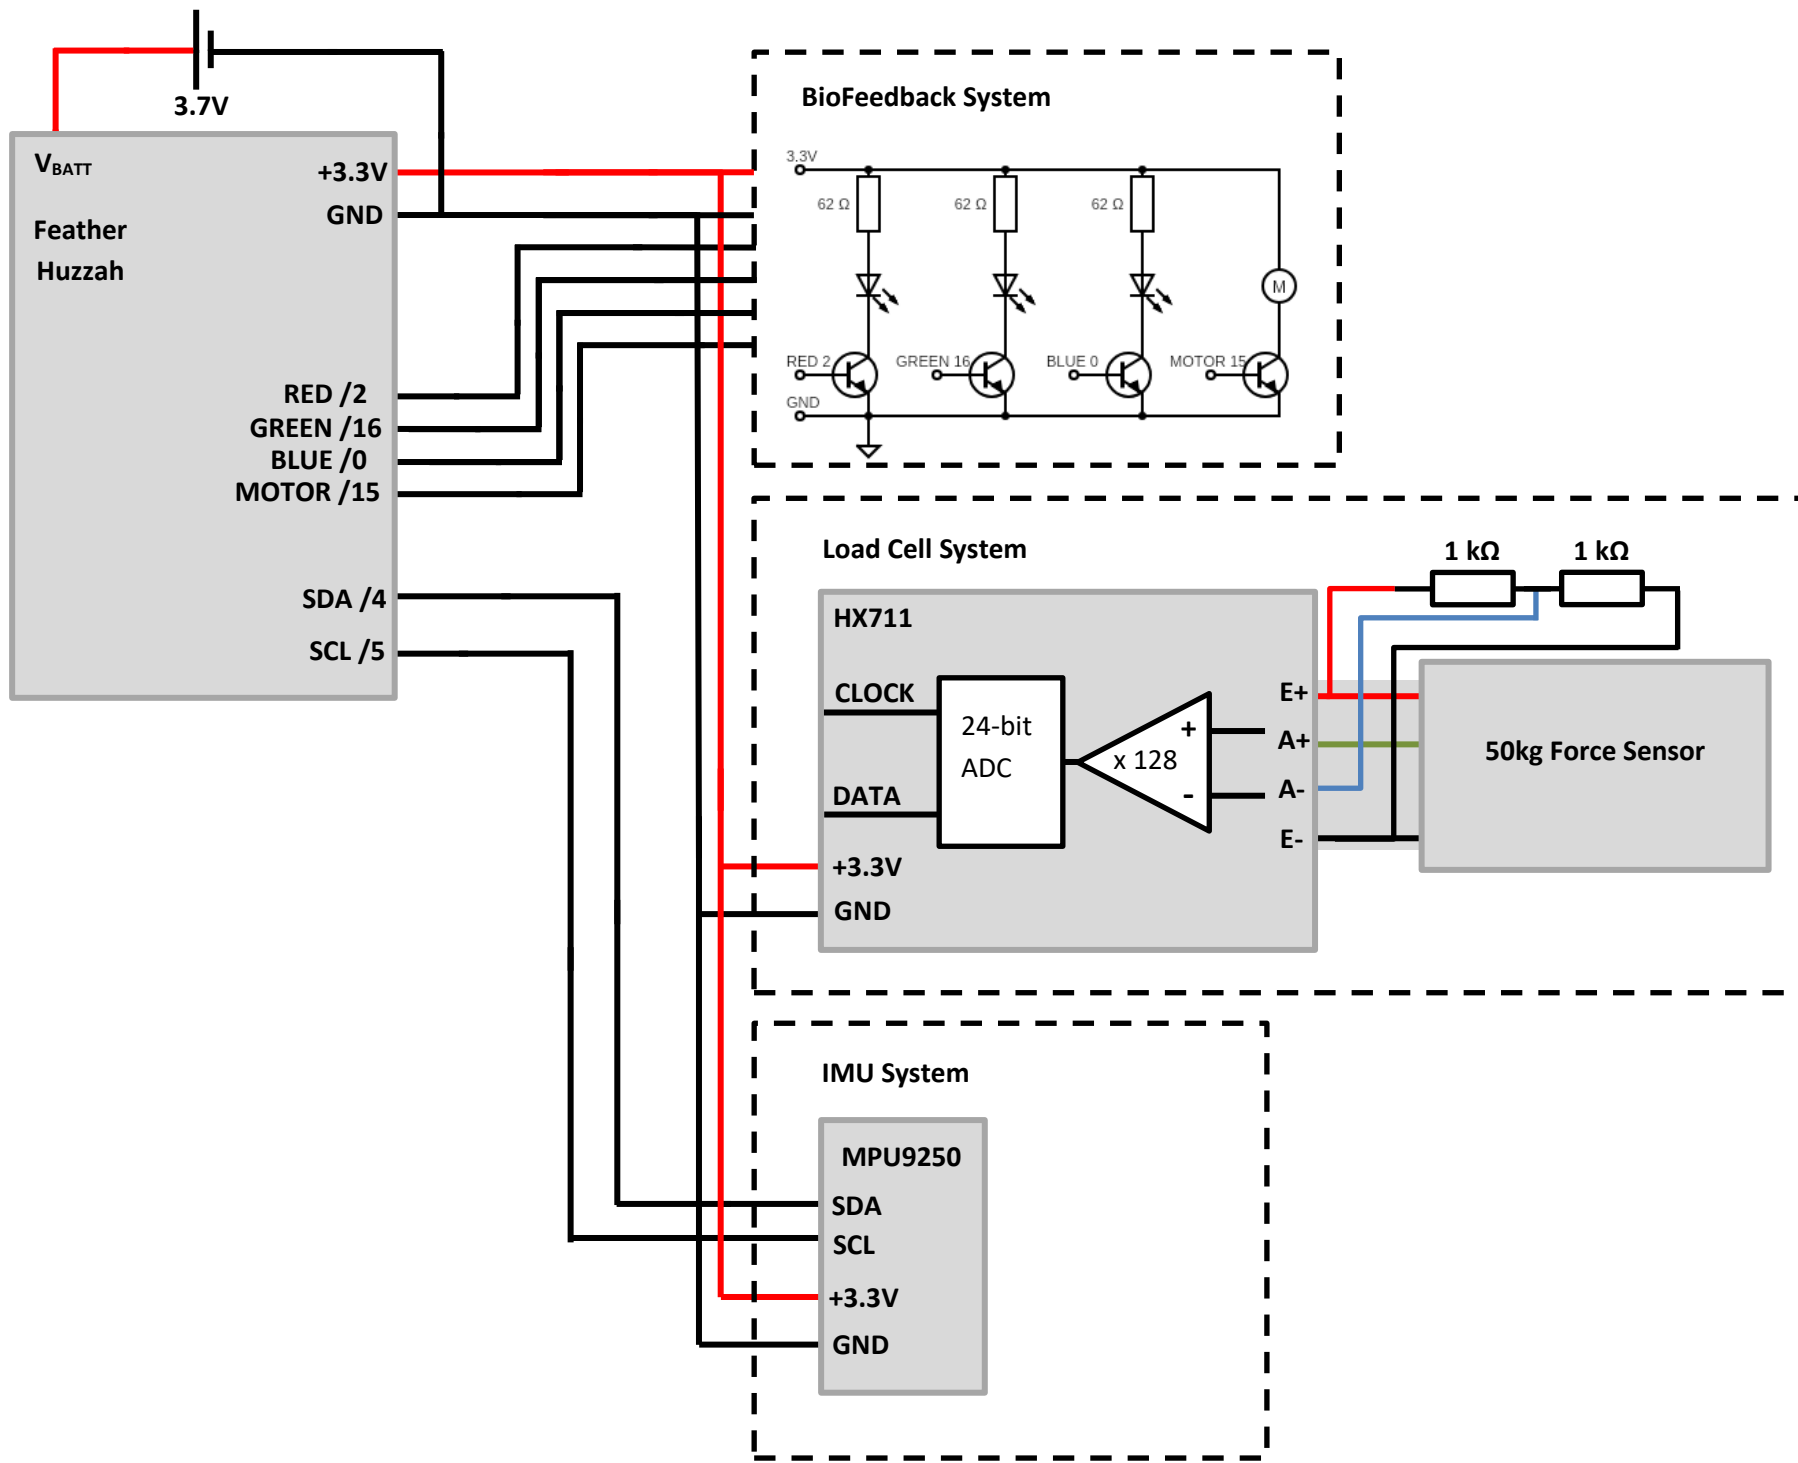 3.7V
V_BATT
+3.3V
GND
Feather
Huzzah
RED /2
GREEN /16
BLUE /0
MOTOR /15
SDA /4
SCL /5
BioFeedback System
3.3V
62 Ω
62 Ω
62 Ω
M
RED 2
GREEN 16
BLUE 0
MOTOR 15
GND
Load Cell System
1 kΩ
1 kΩ
HX711
CLOCK
24-bit
ADC
DATA
+
x 128
-
E+
A+
A-
E-
+3.3V
GND
50kg Force Sensor
IMU System
MPU9250
SDA
SCL
+3.3V
GND